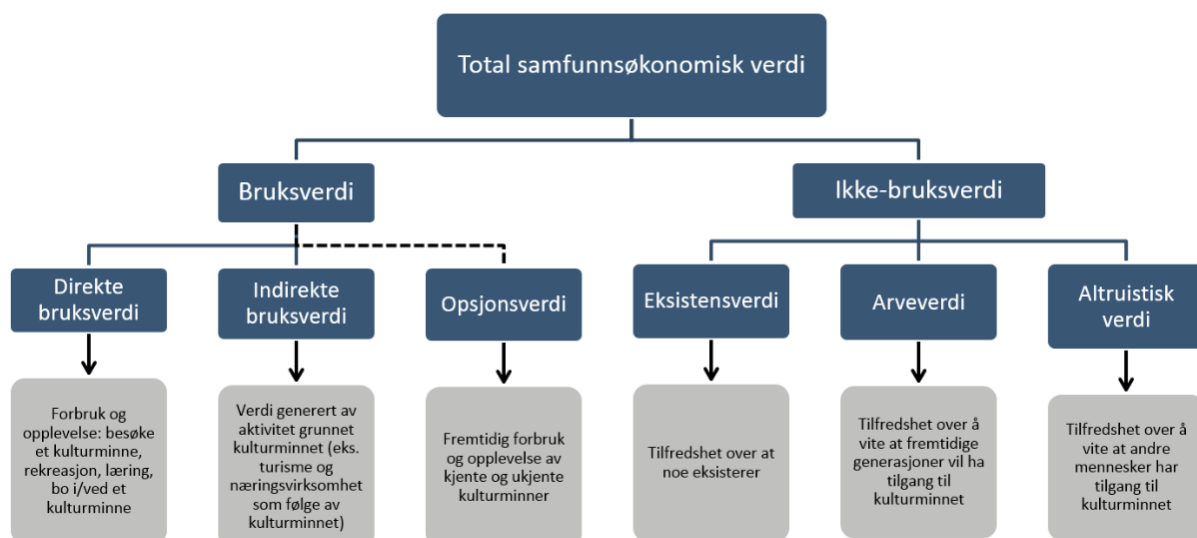 Total samfunnsøkonomisk verdi
Bruksverdi
Ikke-bruksverdi
Direkte
bruksverdi
Indirekte
bruksverdi
Opsjonsverdi
Eksistensverdi
Arveverdi
Altruistisk
verdi
Forbruk og
opplevelse: besøke
et kulturminne,
rekreasjon, læring,
bo i/ved et
kulturminne
Verdi generert av
aktivitet grunnet
kulturminnet (eks.
turisme og
næringsvirksomhet
som følge av
kulturminnet)
Fremtidig forbruk
og opplevelse av
kjente og ukjente
kulturminner
Tilfredshet over at
noe eksisterer
Tilfredshet over å
vite at fremtidige
generasjoner vil ha
tilgang til
kulturminnet
Tilfredshet over å
vite at andre
mennesker har
tilgang til
kulturminnet